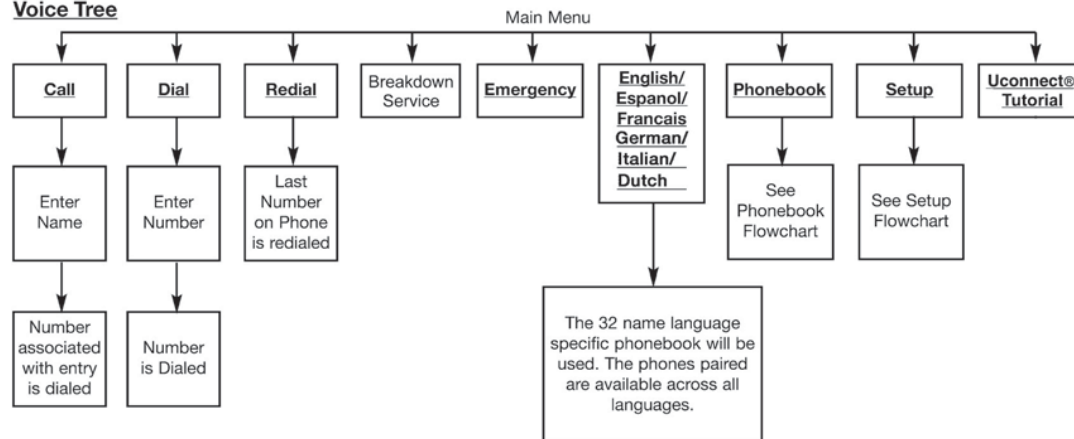 Voice Tree
Main Menu
Call
Dial
Redial
Breakdown
Service
Emergency
English/
Espanol/
Francais
German/
Italian/
Dutch
Phonebook
Setup
Uconnect®
Tutorial
Enter
Name
Enter
Number
Last
Number
on Phone
is redialed
See
Phonebook
Flowchart
See Setup
Flowchart
Number
associated
with entry
is dialed
Number
is Dialed
The 32 name language
specific phonebook will be
used. The phones paired
are available across all
languages.